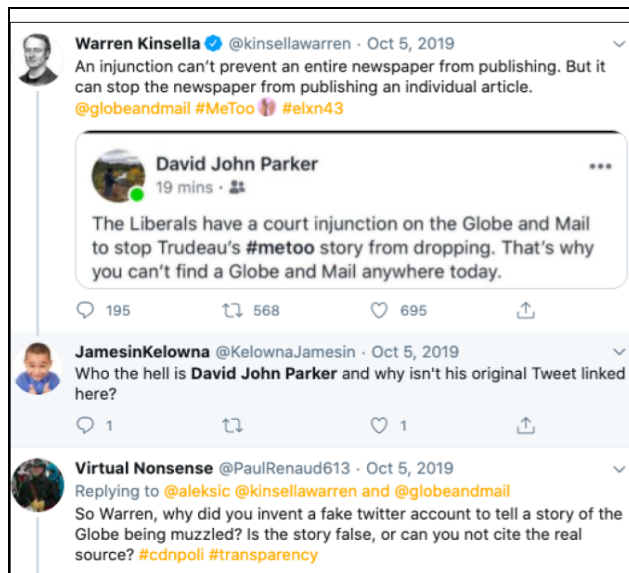 Warren Kinsella @kinsellawarren · Oct 5, 2019
An injunction can’t prevent an entire newspaper from publishing. But it
can stop the newspaper from publishing an individual article.
@globeandmail #MeToo #elxn43
David John Parker
19 mins ·
The Liberals have a court injunction on the Globe and Mail
to stop Trudeau’s #metoo story from dropping. That’s why
you can’t find a Globe and Mail anywhere today.
195 568 695
JamesinKelowna @KelownaJamesin · Oct 5, 2019
Who the hell is David John Parker and why isn't his original Tweet linked
here?
1 1
Virtual Nonsense @PaulRenaud613 · Oct 5, 2019
Replying to @aleksic @kinsellawarren and @globeandmail
So Warren, why did you invent a fake twitter account to tell a story of the
Globe being muzzled? Is the story false, or can you not cite the real
source? #cdnpoli #transparency